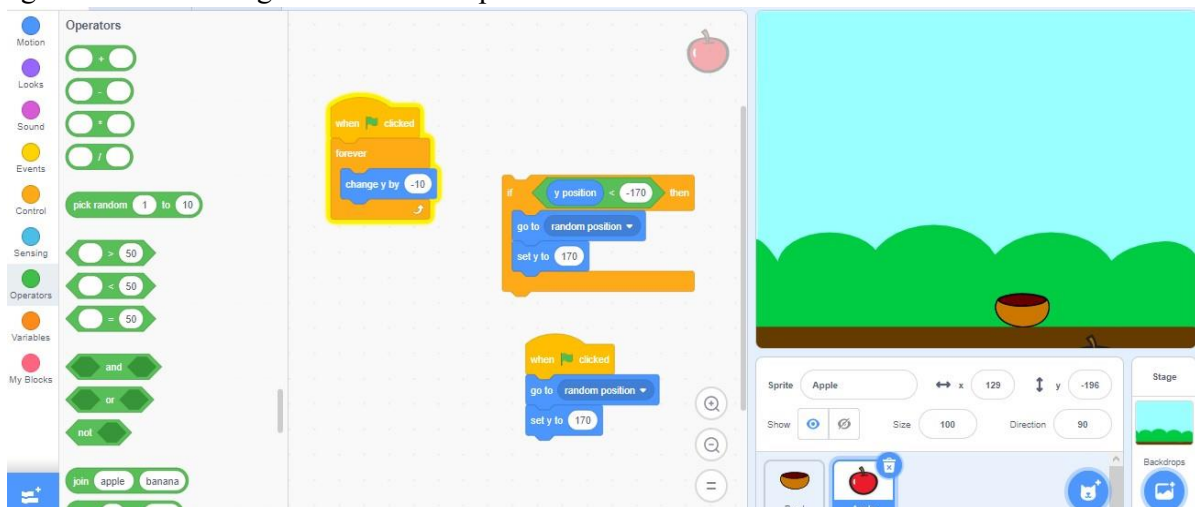 Operators
Motion
Looks
Sound
Events
Control
Sensing
Operators
Variables
My Blocks
+
-
*
/
pick random 1 to 10
> 50
< 50
= 50
and
or
not
join apple banana
when clicked
forever
change y by -10
if y position < -170 then
go to random position
set y to 170
when clicked
go to random position
set y to 170
Sprite Apple x 129 y -196
Show Size 100 Direction 90
Stage
Backdrops